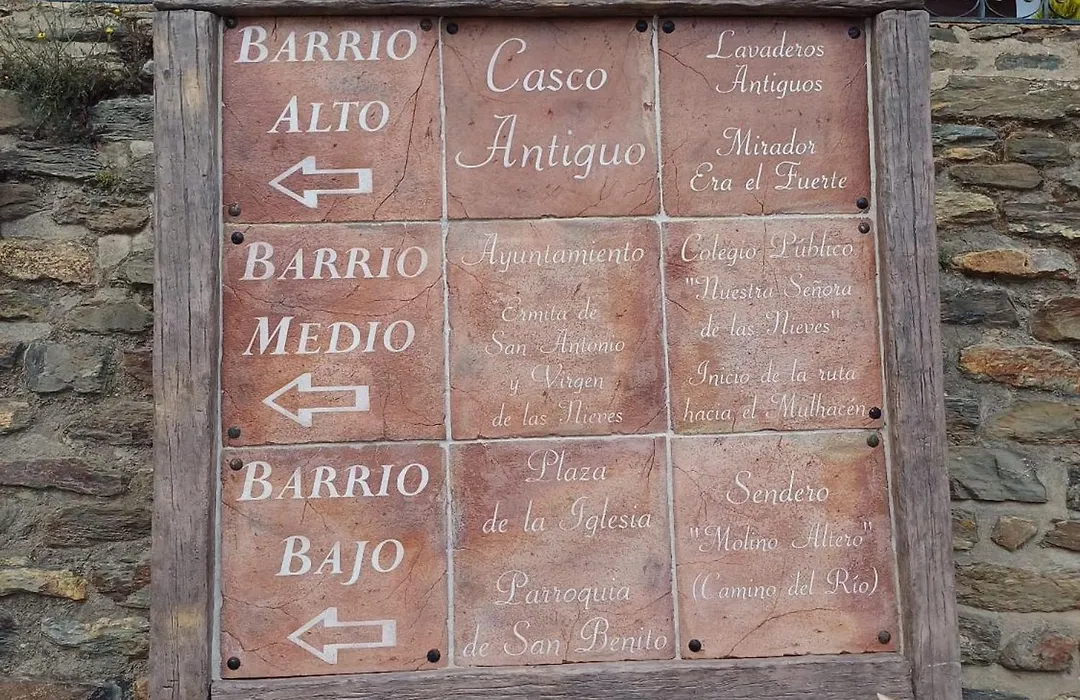 BARRIO
ALTO
Casco
Antiguo
Lavaderos
Antiguos
Mirador
Era el Fuerte
BARRIO
MEDIO
Ayuntamiento
Ermita de
San Antonio
y Virgen
de las Nieves
Colegio Público
"Nuestra Señora
de las Nieves"
Inicio de la ruta
hacia el Mulhacén
BARRIO
BAJO
Plaza
de la Iglesia
Parroquia
de San Benito
Sendero
"Molino Altero"
(Camino del Río)